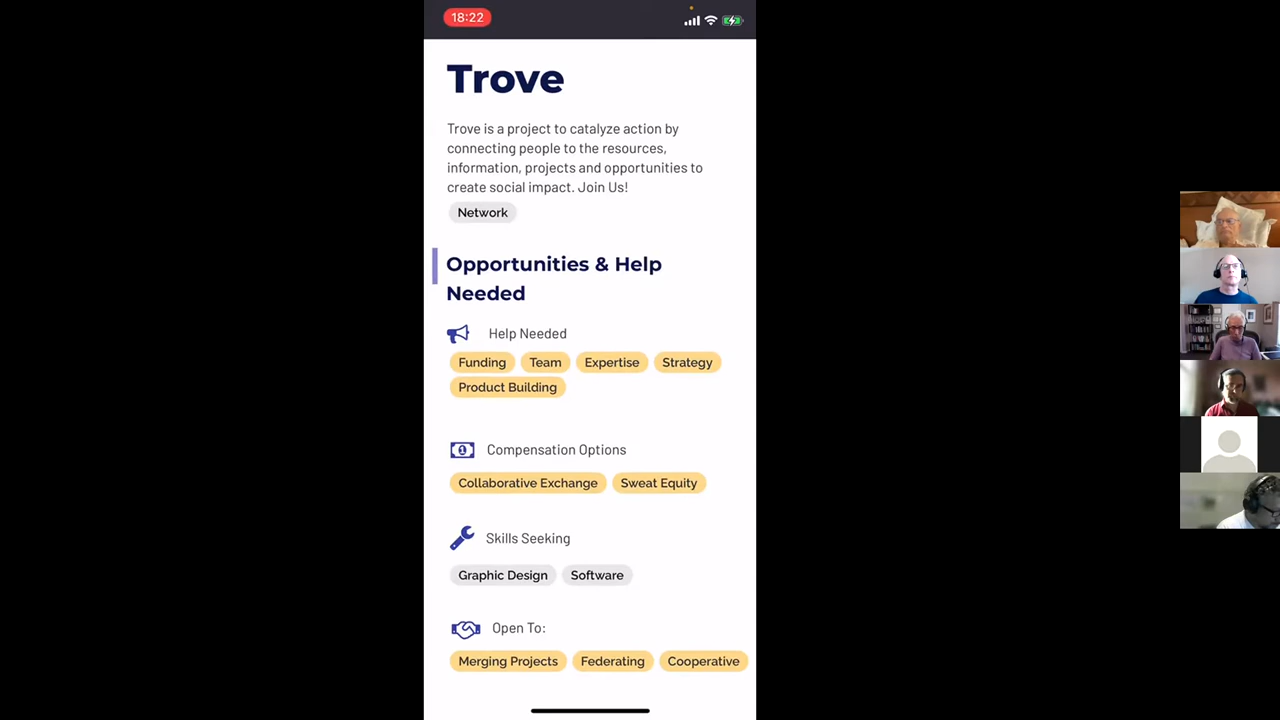 18:22
Trove
Trove is a project to catalyze action by
connecting people to the resources,
information, projects and opportunities to
create social impact. Join Us!
Network
Opportunities & Help
Needed
Help Needed
Funding Team Expertise Strategy
Product Building
Compensation Options
Collaborative Exchange Sweat Equity
Skills Seeking
Graphic Design Software
Open To:
Merging Projects Federating Cooperative